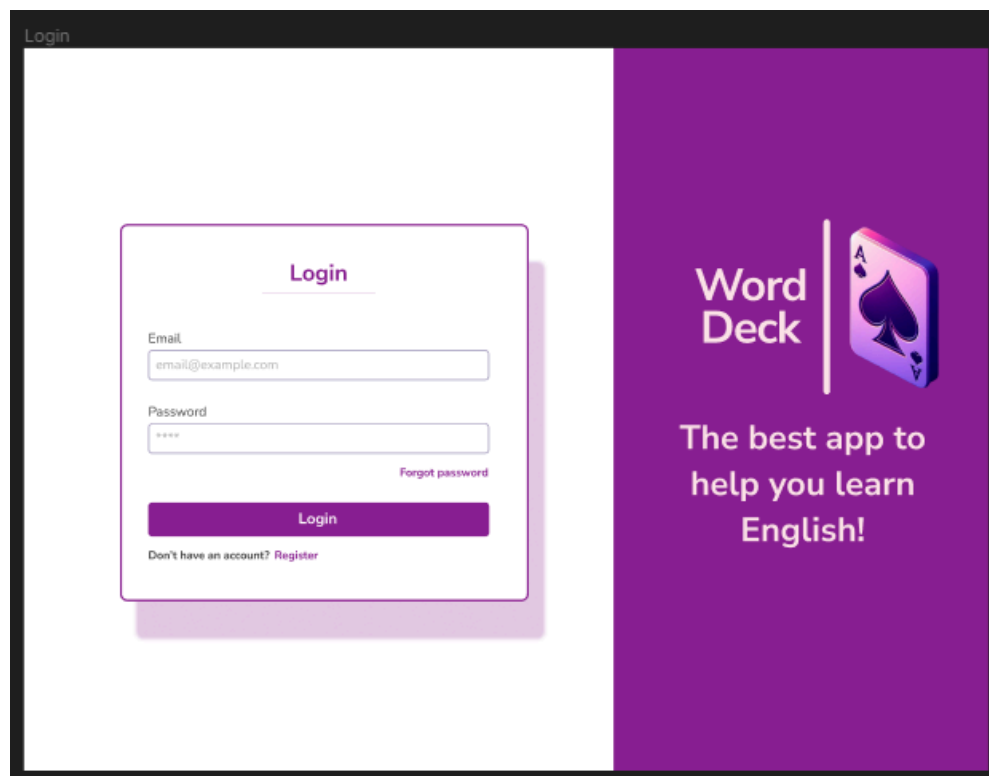 Login
Login
Email
email@example.com
Password
****
Forgot password
Login
Don't have an account? Register
Word
Deck
A
A
The best app to
help you learn
English!